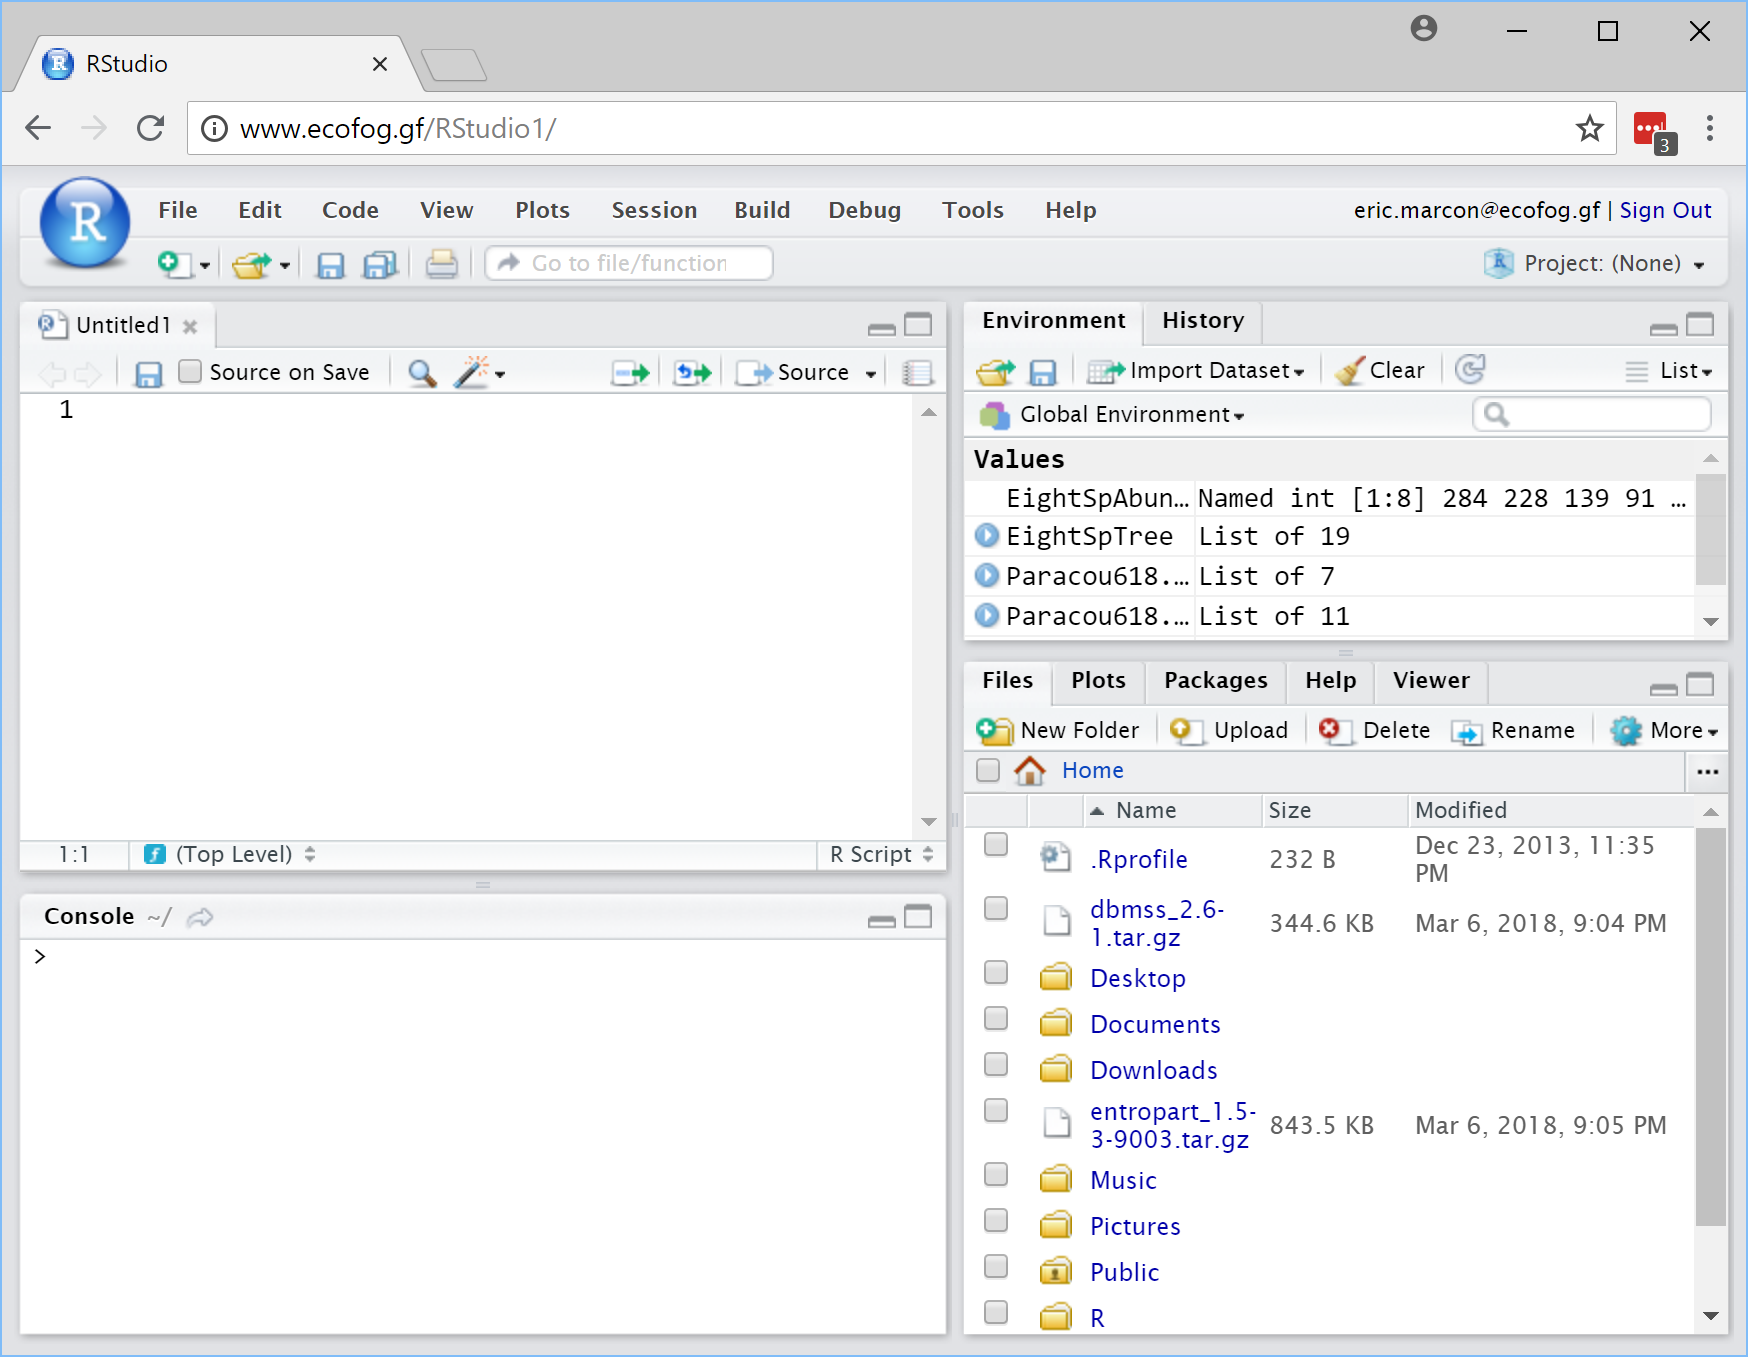 RStudio
www.ecofog.gf/RStudio1/
3
R
File Edit Code View Plots Session Build Debug Tools Help
eric.marcon@ecofog.gf | Sign Out
Go to file/function
Project: (None)
Untitled1
Source on Save
Source
1
1:1
(Top Level)
R Script
Console ~/
>
Environment History
Import Dataset Clear List
Global Environment
Values
EightSpAbun… Named int [1:8] 284 228 139 91 …
EightSpTree List of 19
Paracou618.… List of 7
Paracou618.… List of 11
Files Plots Packages Help Viewer
New Folder Upload Delete Rename More
Home ...
Name Size Modified
.Rprofile 232 B Dec 23, 2013, 11:35
PM
dbmss_2.6-
1.tar.gz 344.6 KB Mar 6, 2018, 9:04 PM
Desktop
Documents
Downloads
entropart_1.5-
3-9003.tar.gz 843.5 KB Mar 6, 2018, 9:05 PM
Music
Pictures
Public
R